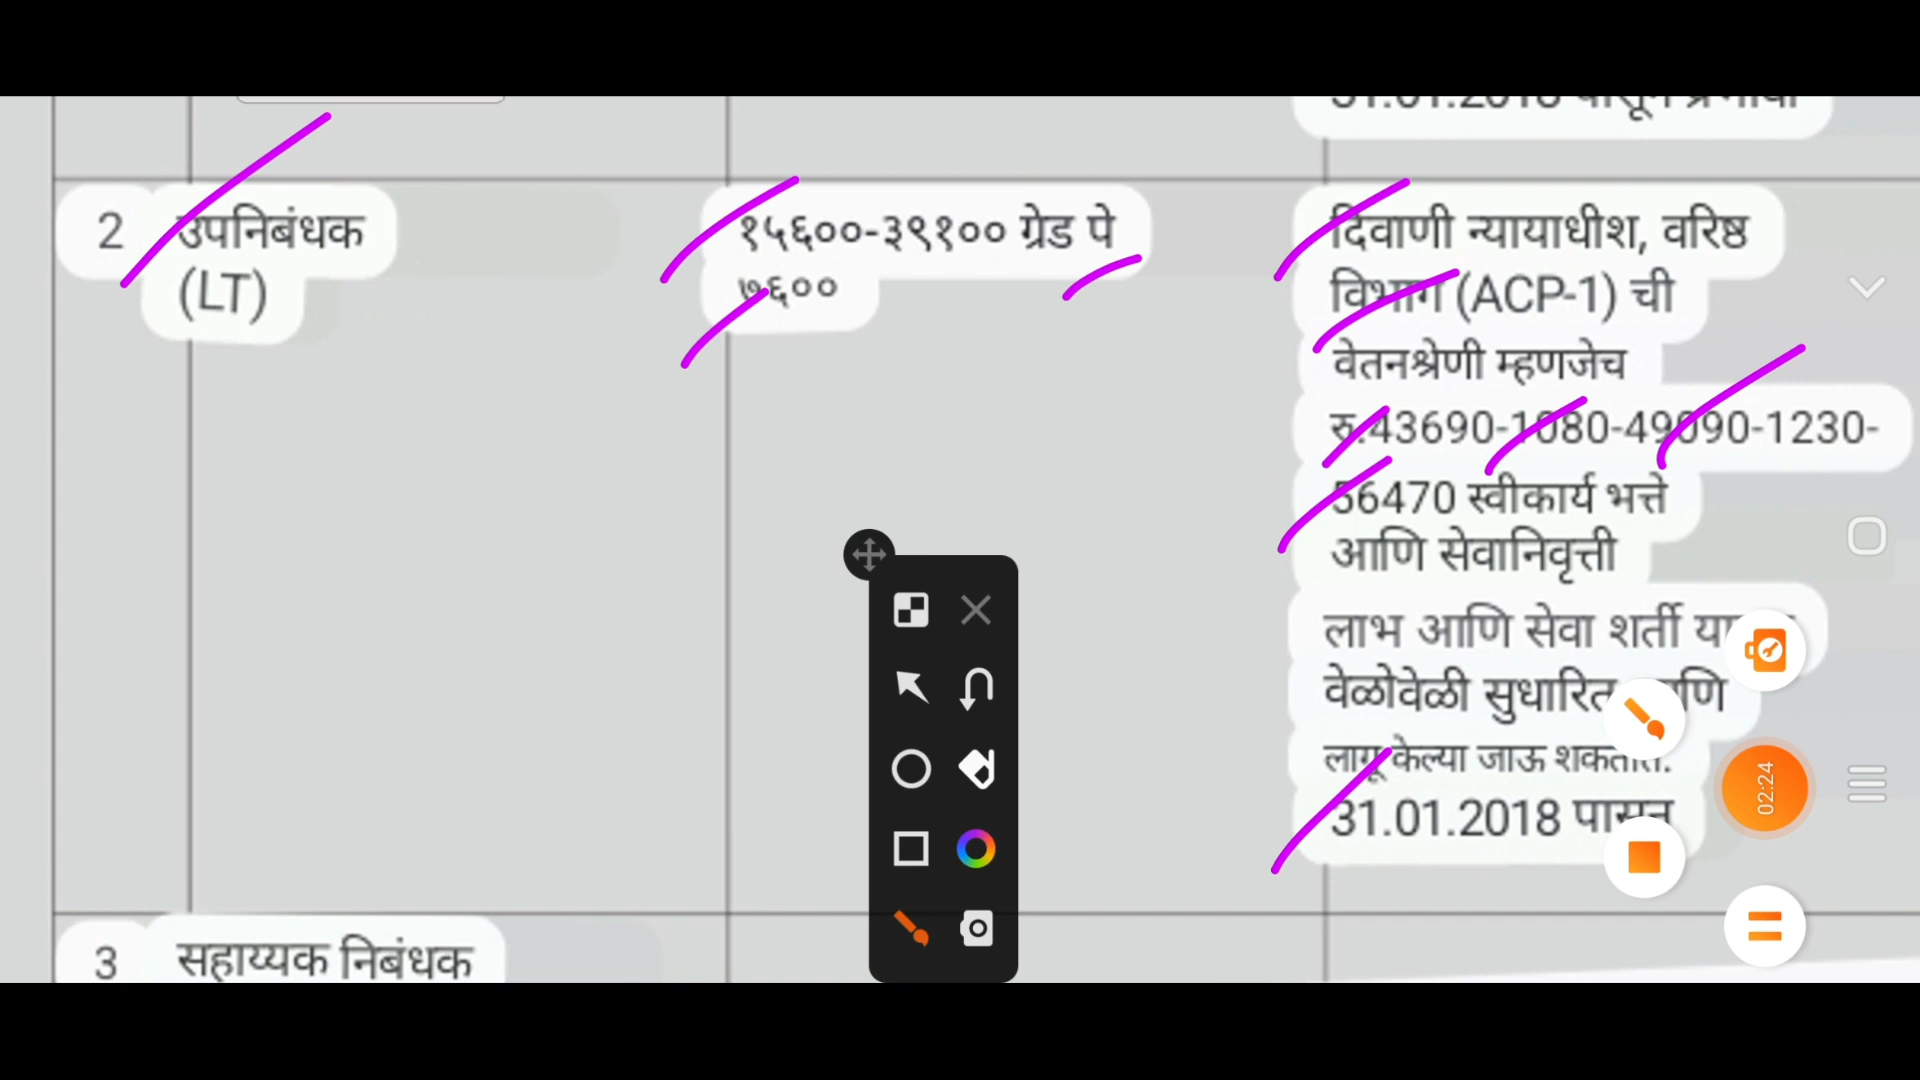 2
उपनिबंधक
(LT)
१५६००-३९१०० ग्रेड पे
७६००
दिवाणी न्यायाधीश, वरिष्ठ
विभाग (ACP-1) ची
वेतनश्रेणी म्हणजेच
रु.43690-1080-49090-1230-
56470 स्वीकार्य भत्ते
आणि सेवानिवृत्ती
लाभ आणि सेवा शर्ती
वेळोवेळी सुधारित
लागू केल्या जाऊ शकतात.
31.01.2018 पासून
3
सहाय्यक निबंधक
02:24